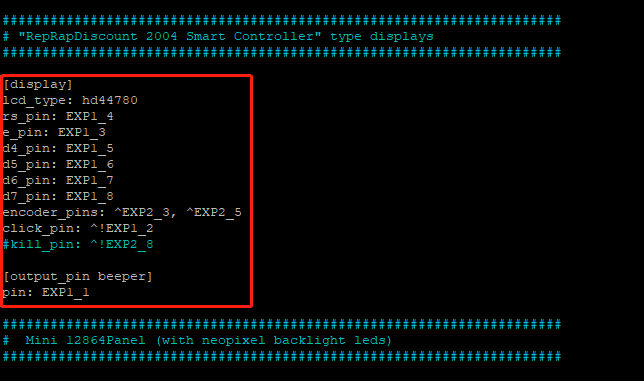 ######################################################################
# "RepRapDiscount 2004 Smart Controller" type displays
######################################################################
[display]
lcd_type: hd44780
rs_pin: EXP1_4
e_pin: EXP1_3
d4_pin: EXP1_5
d5_pin: EXP1_6
d6_pin: EXP1_7
d7_pin: EXP1_8
encoder_pins: ^EXP2_3, ^EXP2_5
click_pin: ^!EXP1_2
#kill_pin: ^!EXP2_8
[output_pin beeper]
pin: EXP1_1
######################################################################
#  Mini 12864Panel (with neopixel backlight leds)
######################################################################